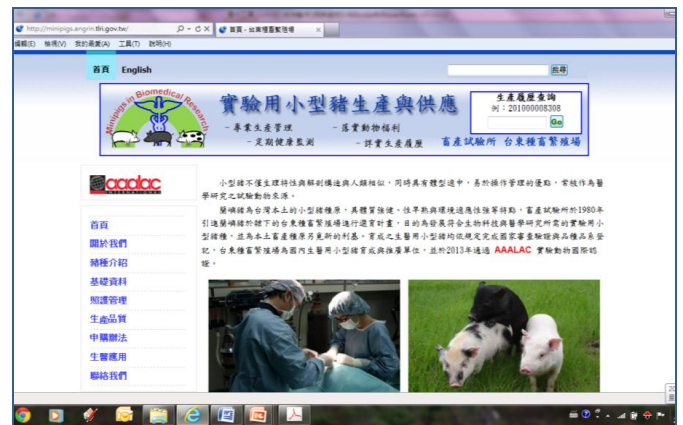 http://minipigs.angrin.tlri.gov.tw/
首頁 - 台東種畜繁殖場
編輯(E) 檢視(V) 我的最愛(A) 工具(T) 說明(H)
首頁 English
搜尋
Minipigs in Biomedical Research
實驗用小型豬生產與供應
-專業生產管理 -落實動物福利
-定期健康監測 -詳實生產履歷
生產履歷查詢
例：201000008308
Go
畜產試驗所 台東種畜繁殖場
aaalac
INTERNATIONAL
小型豬不僅生理特性與解剖構造與人類相似，同時具有體型適中，易於操作管理的優點，常被作為醫
學研究之試驗動物來源。
蘭嶼豬為台灣本土的小型豬種原，具體質強健、性早熟與環境適應性強等特點，畜產試驗所於1980年
引進蘭嶼豬於轄下的台東種畜繁殖場進行選育計畫，目的為發展符合生物科技與醫學研究所需的實驗用小
型豬種，並為本土畜產種原另覓新的利基。育成之生醫用小型豬均依規定完成國家審查驗證與品種品系登
記，台東種畜繁殖場為國內生醫用小型豬育成與推廣單位，並於2013年通過 AAALAC 實驗動物國際認
證。
首頁
關於我們
豬種介紹
基礎資料
照護管理
生產品質
申購辦法
生醫應用
聯絡我們